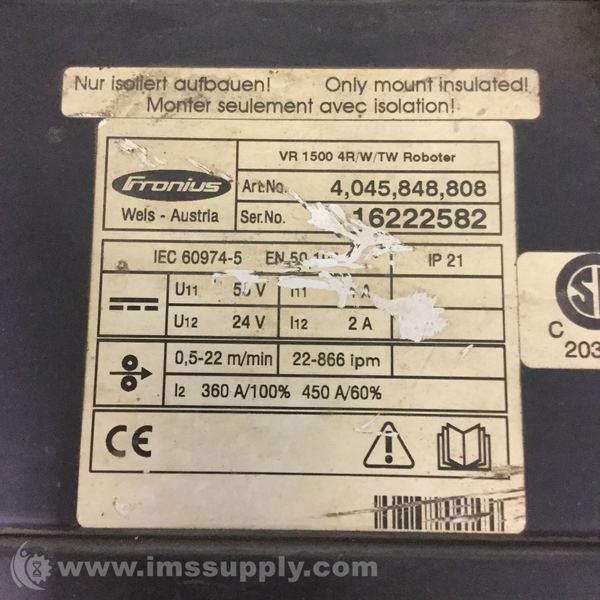 Nur isoliert aufbauen! Only mount insulated!
Monter seulement avec isolation!
Fronius
VR 1500 4R/W/TW Roboter
Art.No. 4,045,848,808
Wels - Austria
Ser.No. 16222582
IEC 60974-5 EN IP 21
U11 V I11 A
U12 24 V I12 2 A
0,5-22 m/min 22-866 ipm
I2 360 A/100% 450 A/60%
CE
C
203
www.imssupply.com